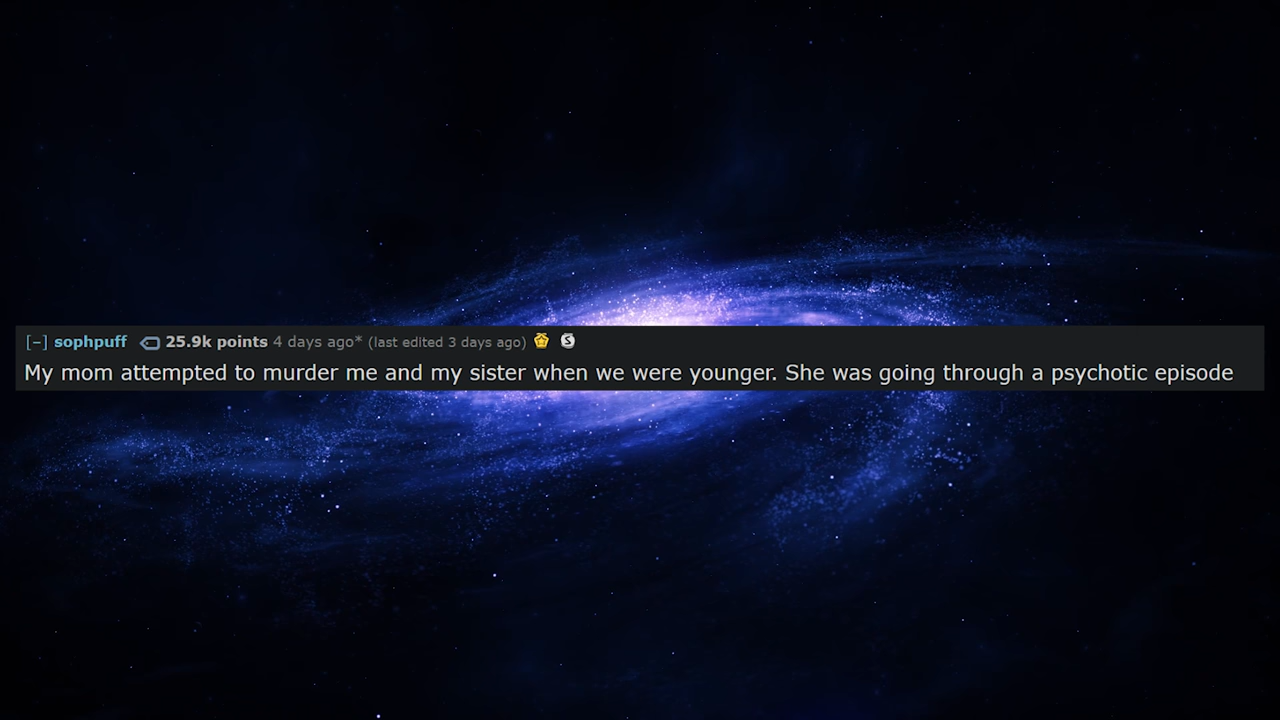 [–] sophpuff 25.9k points 4 days ago* (last edited 3 days ago) S
My mom attempted to murder me and my sister when we were younger. She was going through a psychotic episode